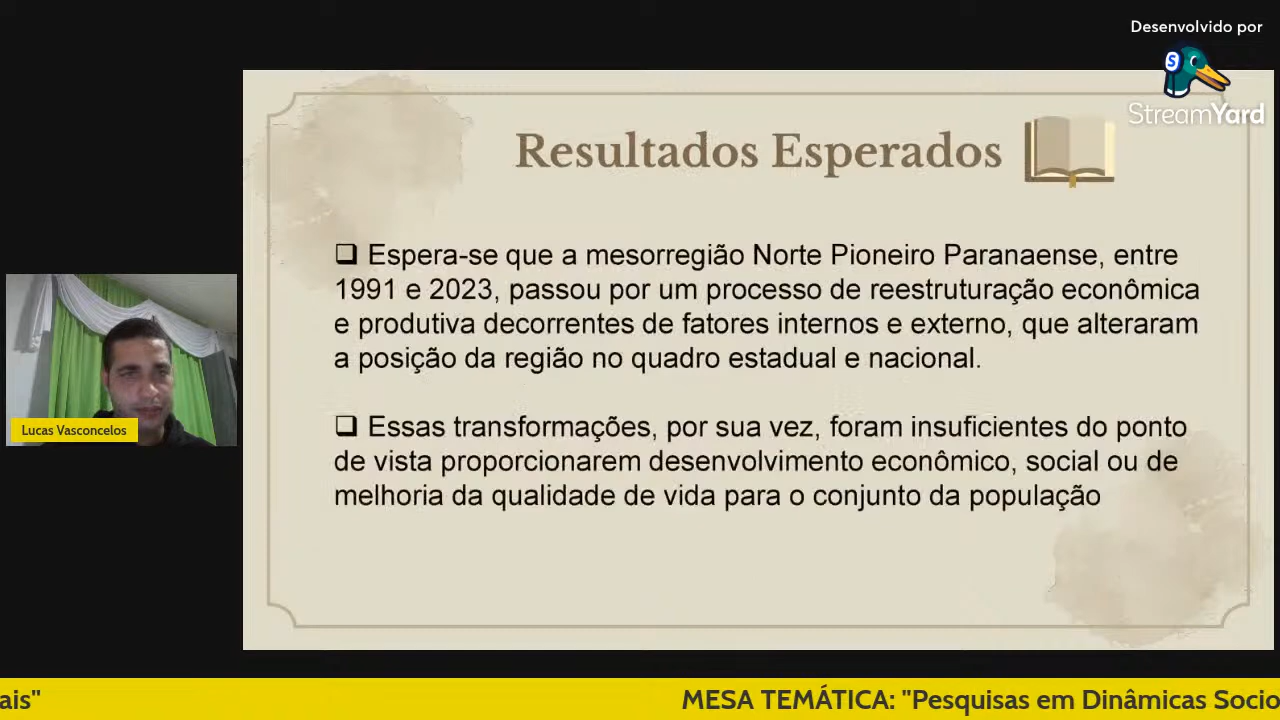 Desenvolvido por
StreamYard
Resultados Esperados
❑ Espera-se que a mesorregião Norte Pioneiro Paranaense, entre
1991 e 2023, passou por um processo de reestruturação econômica
e produtiva decorrentes de fatores internos e externo, que alteraram
a posição da região no quadro estadual e nacional.
❑ Essas transformações, por sua vez, foram insuficientes do ponto
de vista proporcionarem desenvolvimento econômico, social ou de
melhoria da qualidade de vida para o conjunto da população
Lucas Vasconcelos
ais" MESA TEMÁTICA: "Pesquisas em Dinâmicas Socio